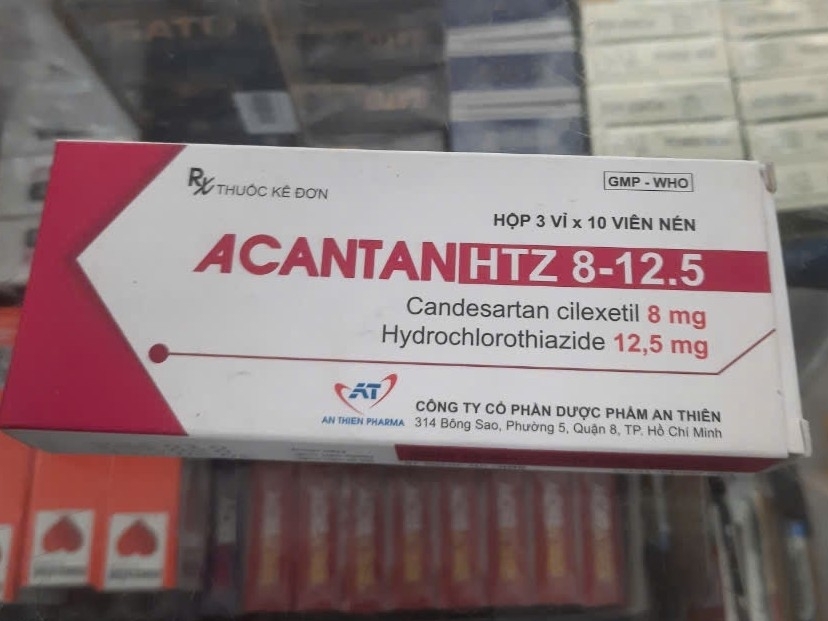 Rx THUỐC KÊ ĐƠN
GMP - WHO
HỘP 3 VỈ x 10 VIÊN NÉN
ACANTAN HTZ 8-12.5
Candesartan cilexetil 8 mg
Hydrochlorothiazide 12,5 mg
AT
AN THIEN PHARMA
CÔNG TY CỔ PHẦN DƯỢC PHẨM AN THIÊN
314 Bông Sao, Phường 5, Quận 8, TP. Hồ Chí Minh